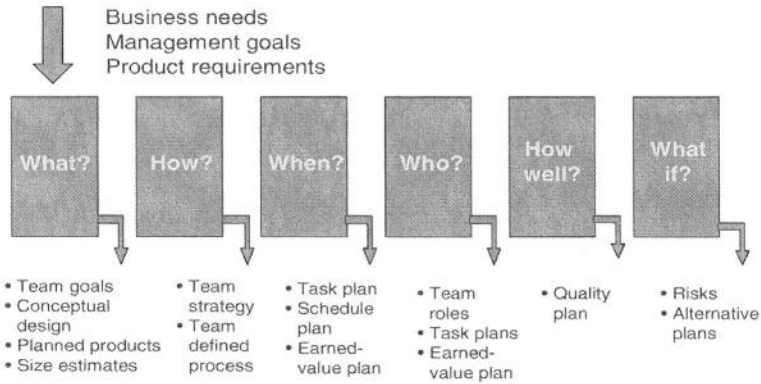 Business needs
Management goals
Product requirements
What?
How?
When?
Who?
How
well?
What
if?
• Team goals
• Conceptual
design
• Planned products
• Size estimates
• Team
strategy
• Team
defined
process
• Task plan
• Schedule
plan
• Earned-
value plan
• Team
roles
• Task plans
• Earned-
value plan
• Quality
plan
• Risks
• Alternative
plans